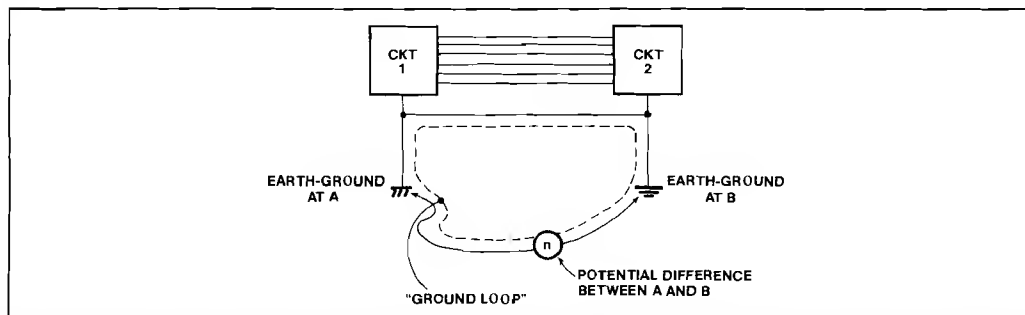 CKT
1
CKT
2
EARTH-GROUND
AT A
EARTH-GROUND
AT B
n
POTENTIAL DIFFERENCE
BETWEEN A AND B
"GROUND LOOP"